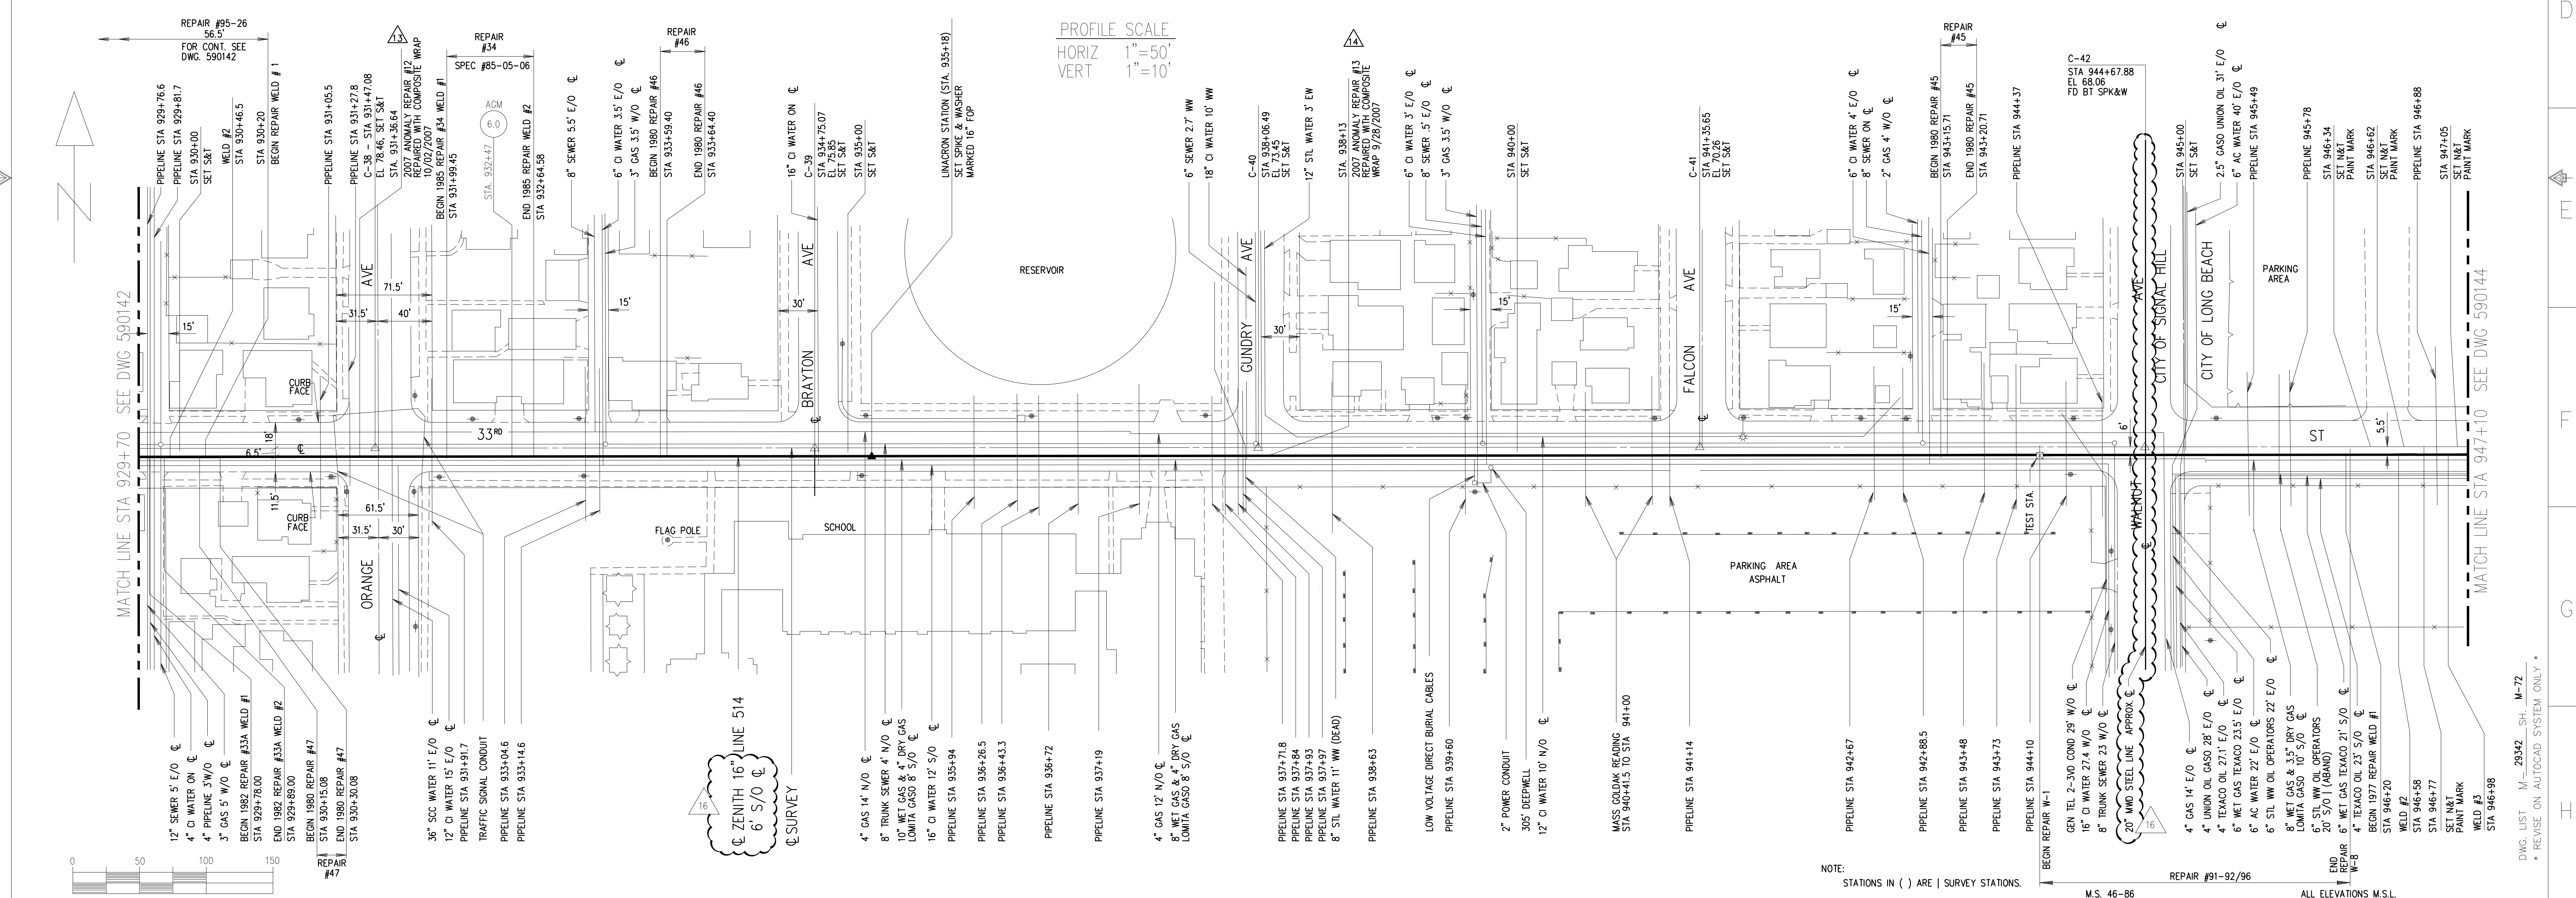 REPAIR #95-26
56.5'
FOR CONT. SEE
DWG. 590142
PIPELINE STA 929+76.6
PIPELINE STA 929+81.7
STA 930+00
SET S&T
WELD #2
STA 930+46.5
STA 930+20
BEGIN REPAIR WELD # 1
PIPELINE STA 931+05.5
PIPELINE STA 931+27.8
C-38 - STA 931+47.08
EL 78.46, SET S&T
13
STA. 931+36.64
2007 ANOMALY REPAIR #12
REPAIRED WITH COMPOSITE WRAP
10/02/2007
REPAIR
#34
SPEC #85-05-06
BEGIN 1985 REPAIR #34 WELD #1
STA 931+99.45
AGM
6.0
STA. 932+47
END 1985 REPAIR WELD #2
STA 932+64.58
8" SEWER 5.5' E/O ℄
6" CI WATER 3.5' E/O ℄
3" GAS 3.5' W/O ℄
REPAIR
#46
BEGIN 1980 REPAIR #46
STA 933+59.40
END 1980 REPAIR #46
STA 933+64.40
16" CI WATER ON ℄
C-39
STA 934+75.07
EL 75.85
SET S&T
STA 935+00
SET S&T
LINACRON STATION (STA. 935+18)
SET SPIKE & WASHER
MARKED 16" FOP
PROFILE SCALE
HORIZ 1"=50'
VERT 1"=10'
6" SEWER 2.7' WW
18" CI WATER 10' WW
C-40
STA 938+06.49
EL 73.45
SET S&T
12" STL WATER 3' EW
14
STA. 938+13
2007 ANOMALY REPAIR #13
REPAIRED WITH COMPOSITE
WRAP 9/28/2007
6" CI WATER 3' E/O ℄
8" SEWER .5' E/O ℄
3" GAS 3.5' W/O ℄
STA 940+00
SET S&T
C-41
STA 941+35.65
EL 70.26
SET S&T
6" CI WATER 4' E/O ℄
8" SEWER ON ℄
2" GAS 4' W/O ℄
REPAIR
#45
BEGIN 1980 REPAIR #45
STA 943+15.71
END 1980 REPAIR #45
STA 943+20.71
PIPELINE STA 944+37
C-42
STA 944+67.88
EL 68.06
FD BT SPK&W
STA 945+00
SET S&T
2.5" GASO UNION OIL 31' E/O ℄
6" AC WATER 40' E/O ℄
PIPELINE STA 945+49
PIPELINE 945+78
STA 946+34
SET N&T
PAINT MARK
STA 946+62
SET N&T
PAINT MARK
PIPELINE STA 946+88
STA 947+05
SET N&T
PAINT MARK
N
MATCH LINE STA 929+70 SEE DWG 590142
15'
AVE
71.5'
31.5'
40'
15'
30'
BRAYTON AVE
RESERVOIR
GUNDRY AVE
30'
15'
FALCON AVE
15'
WALNUT AVE
CITY OF SIGNAL HILL
CITY OF LONG BEACH
PARKING
AREA
MATCH LINE STA 947+10 SEE DWG 590144
CURB
FACE
18'
6.5'
℄
33RD
6'
ST
5.5'
11.5'
CURB
FACE
61.5'
31.5'
30'
ORANGE
FLAG POLE
SCHOOL
TEST STA.
PARKING AREA
ASPHALT
12" SEWER 5' E/O ℄
4" CI WATER ON ℄
4" PIPELINE 3'W/O ℄
3" GAS 5' W/O ℄
BEGIN 1982 REPAIR #33A WELD #1
STA 929+78.00
END 1982 REPAIR #33A WELD #2
STA 929+89.00
BEGIN 1980 REPAIR #47
STA 930+15.08
END 1980 REPAIR #47
STA 930+30.08
REPAIR
#47
36" SCC WATER 11' E/O ℄
12" CI WATER 15' E/O ℄
PIPELINE STA 931+91.7
TRAFFIC SIGNAL CONDUIT
PIPELINE STA 933+04.6
PIPELINE STA 933+14.6
℄ ZENITH 16" LINE 514
6' S/O ℄
16
℄ SURVEY
4" GAS 14' N/O ℄
8" TRUNK SEWER 4' N/O ℄
10" WET GAS & 4" DRY GAS
LOMITA GASO 8' S/O ℄
16" CI WATER 12' S/O ℄
PIPELINE STA 935+94
PIPELINE STA 936+26.5
PIPELINE STA 936+43.3
PIPELINE STA 936+72
PIPELINE STA 937+19
4" GAS 12' N/O ℄
8" WET GAS & 4" DRY GAS
LOMITA GASO 8' S/O ℄
PIPELINE STA 937+71.8
PIPELINE STA 937+84
PIPELINE STA 937+93
PIPELINE STA 937+97
8" STL WATER 11' WW (DEAD)
PIPELINE STA 938+63
LOW VOLTAGE DIRECT BURIAL CABLES
PIPELINE STA 939+60
2" POWER CONDUIT
305' DEEPWELL
12" CI WATER 10' N/O ℄
MASS GOLDAK READING
STA 940+41.5 TO STA 941+00
PIPELINE STA 941+14
PIPELINE STA 942+67
PIPELINE STA 942+88.5
PIPELINE STA 943+48
PIPELINE STA 943+73
PIPELINE STA 944+10
BEGIN REPAIR W-1
GEN TEL 2-3VD COND 29' W/O ℄
16" CI WATER 27.4 W/O ℄
8" TRUNK SEWER 23 W/O ℄
20" MWD STEEL LINE APPROX. ℄
16
4" GAS 14' E/O ℄
4" UNION OIL GASO 28' E/O ℄
4" TEXACO OIL 27.1' E/O ℄
6" WET GAS TEXACO 23.5' E/O ℄
6" AC WATER 22' E/O ℄
6" STL WW OIL OPERATORS 22' E/O ℄
8" WET GAS & 3.5" DRY GAS
LOMITA GASO 10' S/O ℄
6" STL WW OIL OPERATORS
20' S/O | (ABAND)
6" WET GAS TEXACO 21' S/O ℄
4" TEXACO OIL 23' S/O ℄
END
REPAIR
W-8
BEGIN 1977 REPAIR WELD #1
STA 946+20
WELD #2
STA 946+58
STA 946+77
SET N&T
PAINT MARK
WELD #3
STA 946+98
0 50 100 150
NOTE:
STATIONS IN ( ) ARE | SURVEY STATIONS.
REPAIR #91-92/96
M.S. 46-86
ALL ELEVATIONS M.S.L.
DWG. LIST M-29342 SH. M-72
* REVISE ON AUTOCAD SYSTEM ONLY *
D
E
F
G
H